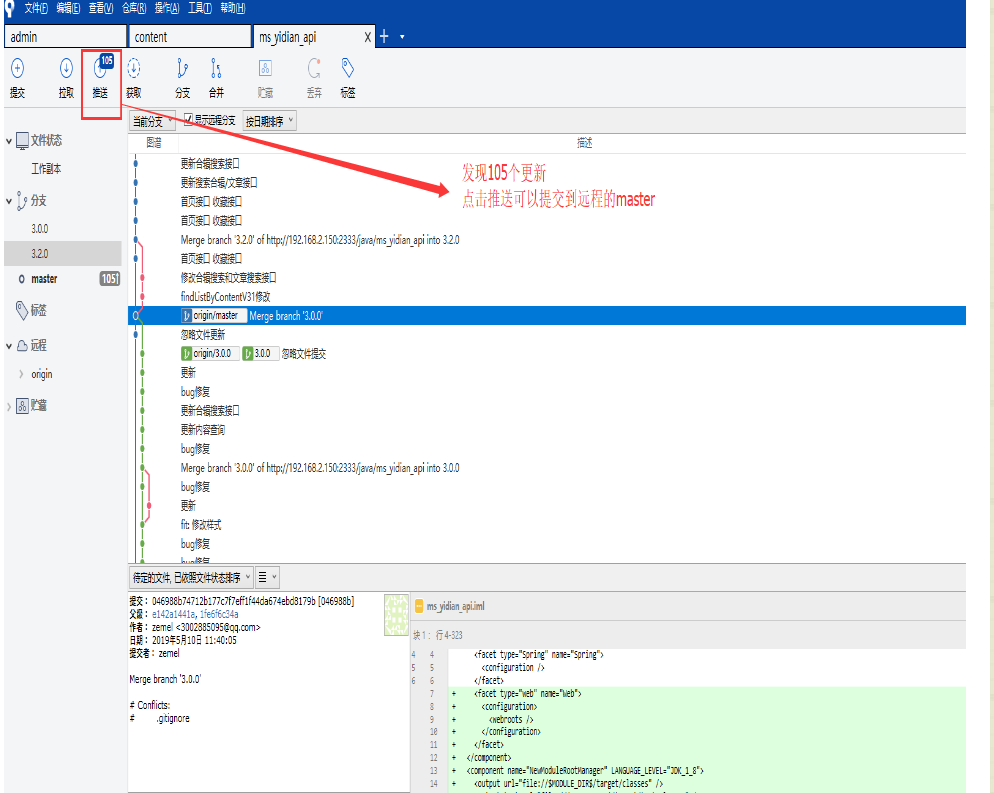 文件(F) 编辑(E) 查看(V) 仓库(R) 操作(A) 工具(T) 帮助(H)
admin content ms_yidian_api X + ▾
105
提交 拉取 推送 获取 分支 合并 贮藏 丢弃 标签
当前分支 显示远程分支 按日期排序
图谱 描述
文件状态
工作副本
分支
3.0.0
3.2.0
master 105↑
标签
远程
origin
贮藏
发现105个更新
点击推送可以提交到远程的master
更新合辑搜索接口
更新搜索合辑/文章接口
首页接口 收藏接口
首页接口 收藏接口
Merge branch '3.2.0' of http://192.168.2.150:2333/java/ms_yidian_api into 3.2.0
首页接口 收藏接口
修改合辑搜索和文章搜索接口
findListByContentV31修改
origin/master Merge branch '3.0.0'
忽略文件更新
origin/3.0.0 3.0.0 忽略文件提交
更新
bug修复
更新合辑搜索接口
更新内容查询
bug修复
Merge branch '3.0.0' of http://192.168.2.150:2333/java/ms_yidian_api into 3.0.0
bug修复
更新
fit: 修改样式
bug修复
bug修复
待定的文件, 已依照文件状态排序
提交： 046988b74712b177c7f7eff1f44da674ebd8179b [046988b]
父级： e142a1441a, 1fe6f6c34a
作者： zemel <3002885095@qq.com>
日期： 2019年5月10日 11:40:05
提交者： zemel
Merge branch '3.0.0'
# Conflicts:
# .gitignore
ms_yidian_api.iml
块 1： 行 4-323
4 4 <facet type="Spring" name="Spring">
5 5 <configuration />
6 6 </facet>
7 + <facet type="web" name="Web">
8 + <configuration>
9 + <webroots />
10 + </configuration>
11 + </facet>
12 + </component>
13 + <component name="NewModuleRootManager" LANGUAGE_LEVEL="JDK_1_8">
14 + <output url="file://$MODULE_DIR$/target/classes" />